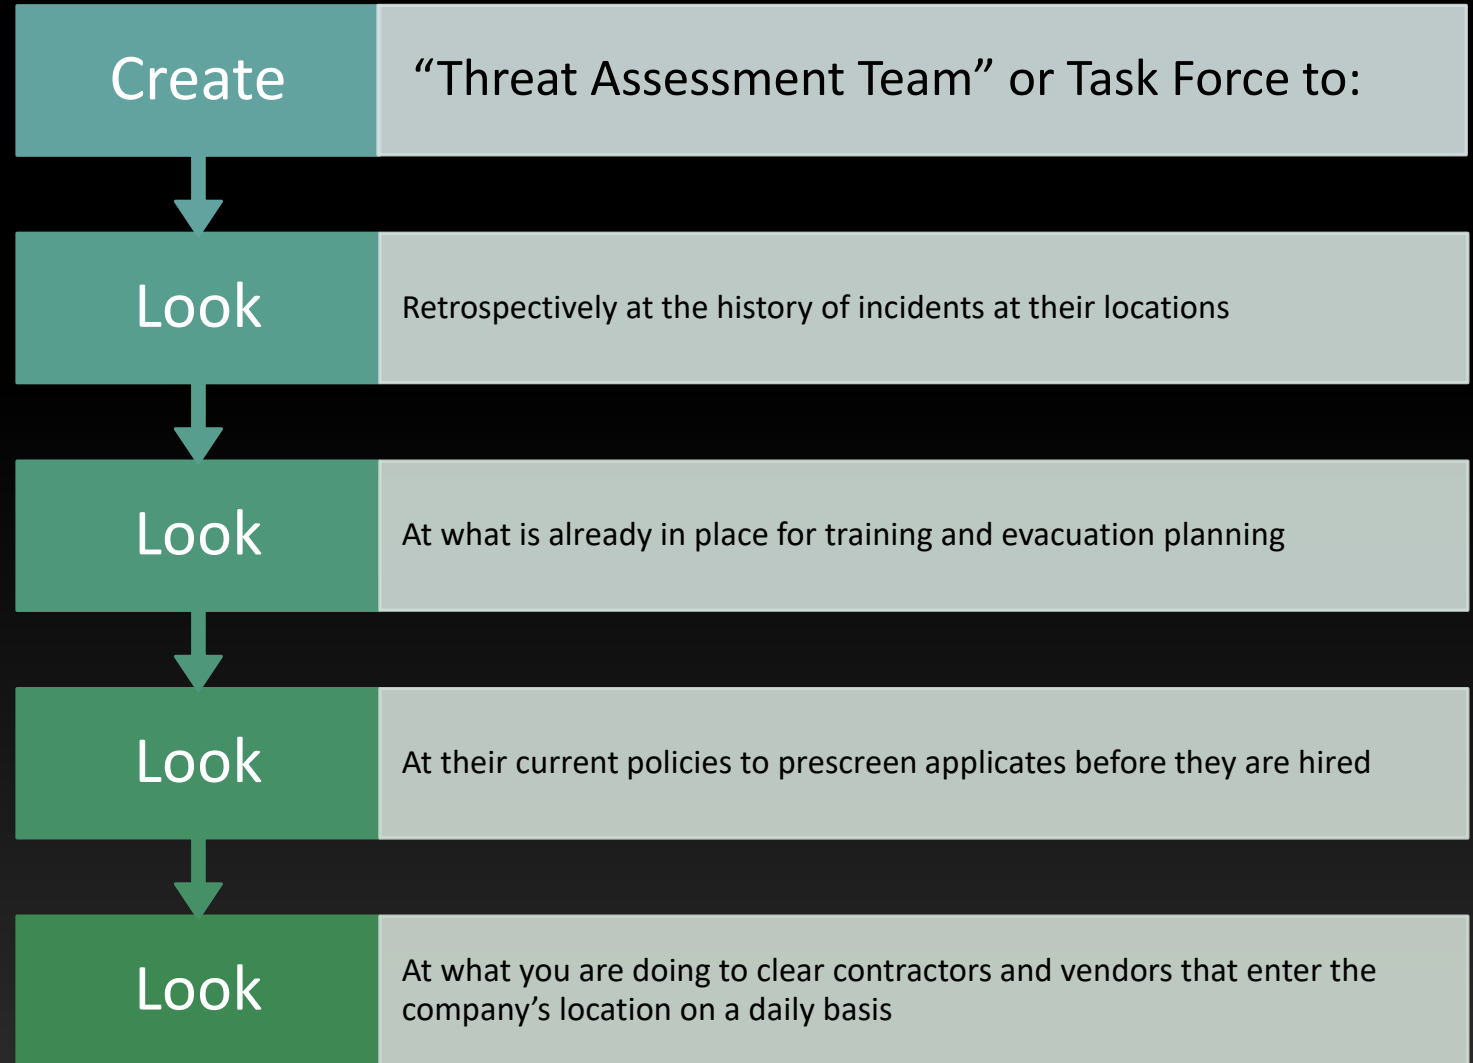 Create
“Threat Assessment Team” or Task Force to:
Look
Retrospectively at the history of incidents at their locations
Look
At what is already in place for training and evacuation planning
Look
At their current policies to prescreen applicates before they are hired
Look
At what you are doing to clear contractors and vendors that enter the
company’s location on a daily basis